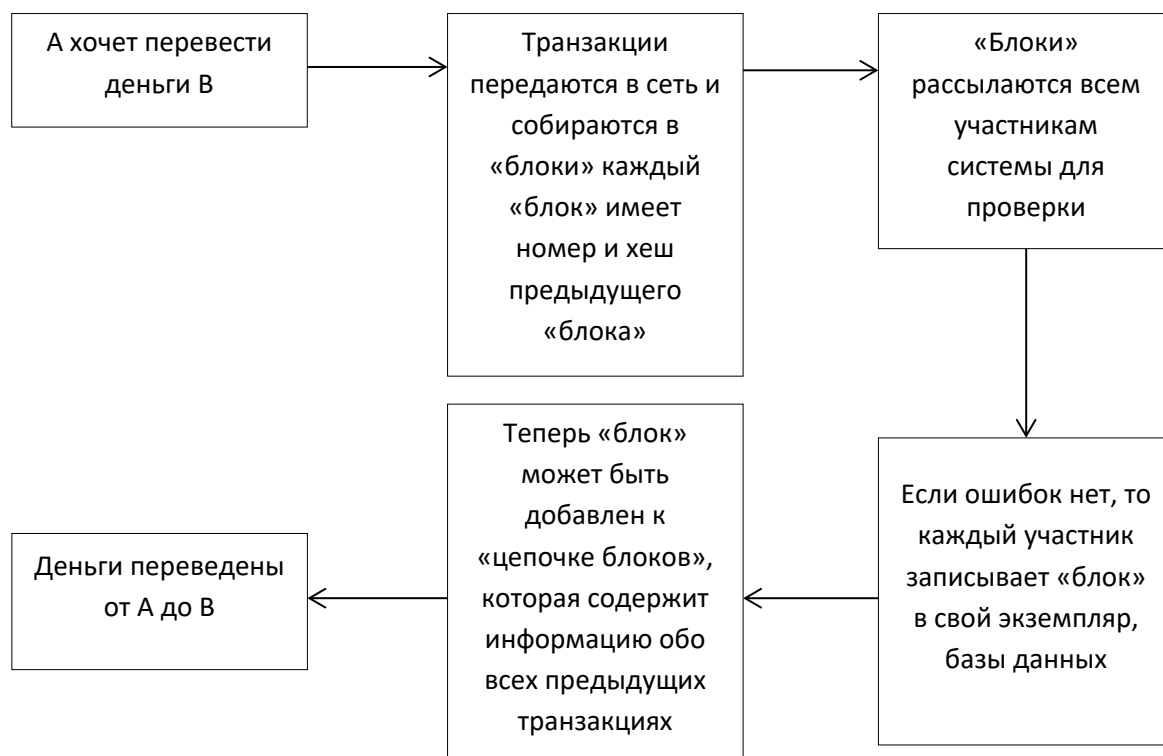 А хочет перевести
деньги В
Транзакции
передаются в сеть и
собираются в
«блоки» каждый
«блок» имеет
номер и хеш
предыдущего
«блока»
«Блоки»
рассылаются всем
участникам
системы для
проверки
Если ошибок нет, то
каждый участник
записывает «блок»
в свой экземпляр,
базы данных
Теперь «блок»
может быть
добавлен к
«цепочке блоков»,
которая содержит
информацию обо
всех предыдущих
транзакциях
Деньги переведены
от А до В